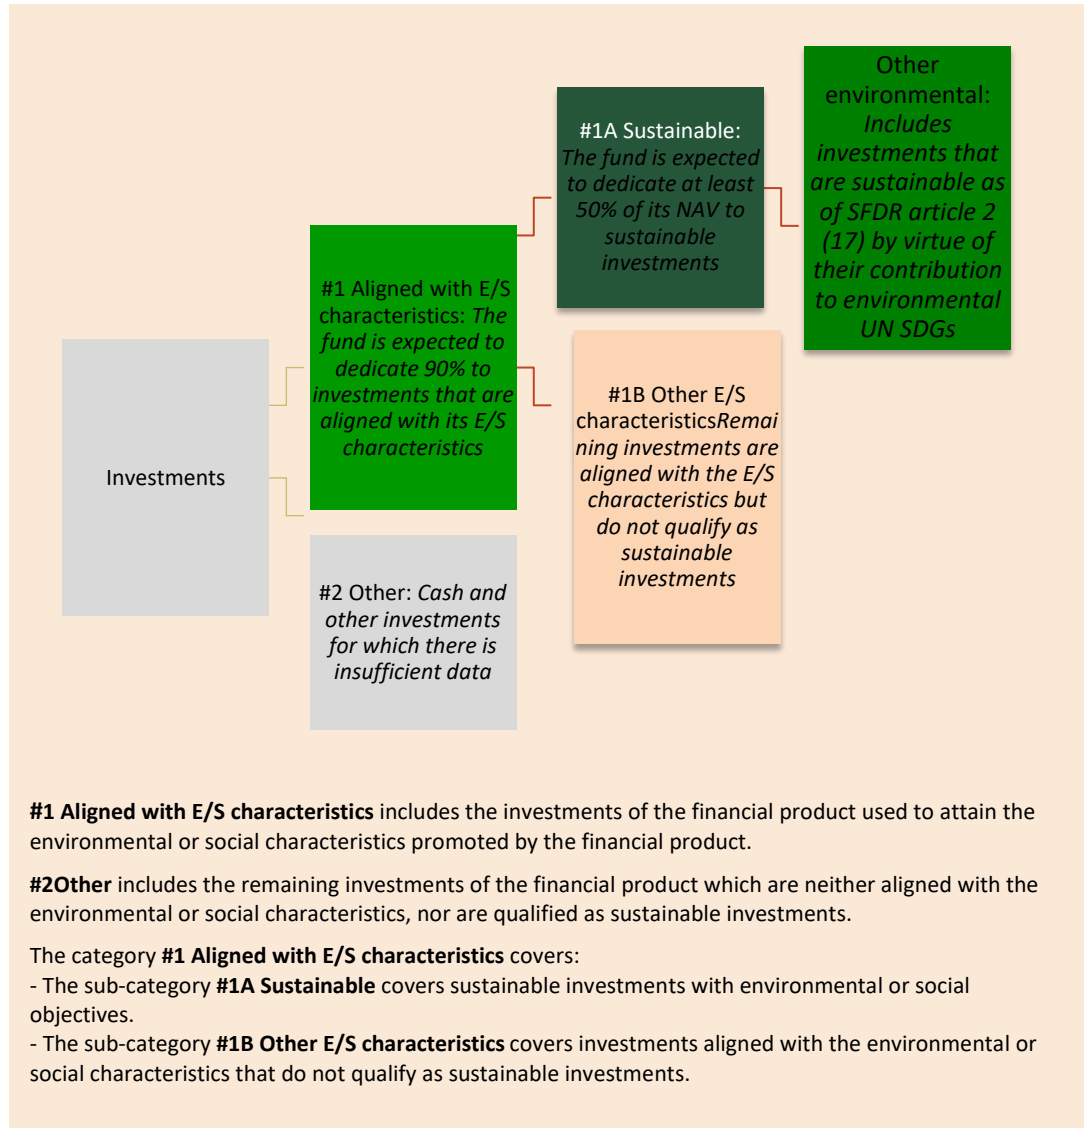 Investments
#1 Aligned with E/S
characteristics: The
fund is expected to
dedicate 90% to
investments that are
aligned with its E/S
characteristics
#2 Other: Cash and
other investments
for which there is
insufficient data
#1A Sustainable:
The fund is expected
to dedicate at least
50% of its NAV to
sustainable
investments
#1B Other E/S
characteristicsRemai
ning investments are
aligned with the E/S
characteristics but
do not qualify as
sustainable
investments
Other
environmental:
Includes
investments that
are sustainable as
of SFDR article 2
(17) by virtue of
their contribution
to environmental
UN SDGs
#1 Aligned with E/S characteristics includes the investments of the financial product used to attain the
environmental or social characteristics promoted by the financial product.
#2Other includes the remaining investments of the financial product which are neither aligned with the
environmental or social characteristics, nor are qualified as sustainable investments.
The category #1 Aligned with E/S characteristics covers:
- The sub-category #1A Sustainable covers sustainable investments with environmental or social
objectives.
- The sub-category #1B Other E/S characteristics covers investments aligned with the environmental or
social characteristics that do not qualify as sustainable investments.